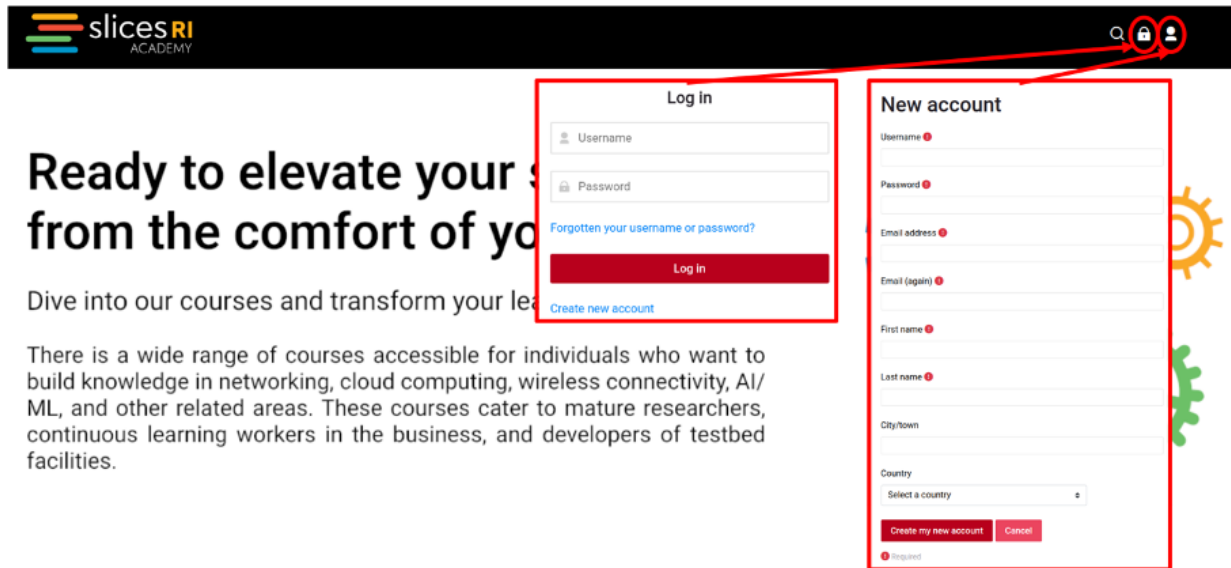 slices RI
ACADEMY
Log in
Username
Password
Forgotten your username or password?
Log in
Create new account
New account
Username
Password
Email address
Email (again)
First name
Last name
City/town
Country
Select a country
Create my new account Cancel
Required
Ready to elevate your s
from the comfort of yo
Dive into our courses and transform your lea
There is a wide range of courses accessible for individuals who want to
build knowledge in networking, cloud computing, wireless connectivity, AI/
ML, and other related areas. These courses cater to mature researchers,
continuous learning workers in the business, and developers of testbed
facilities.